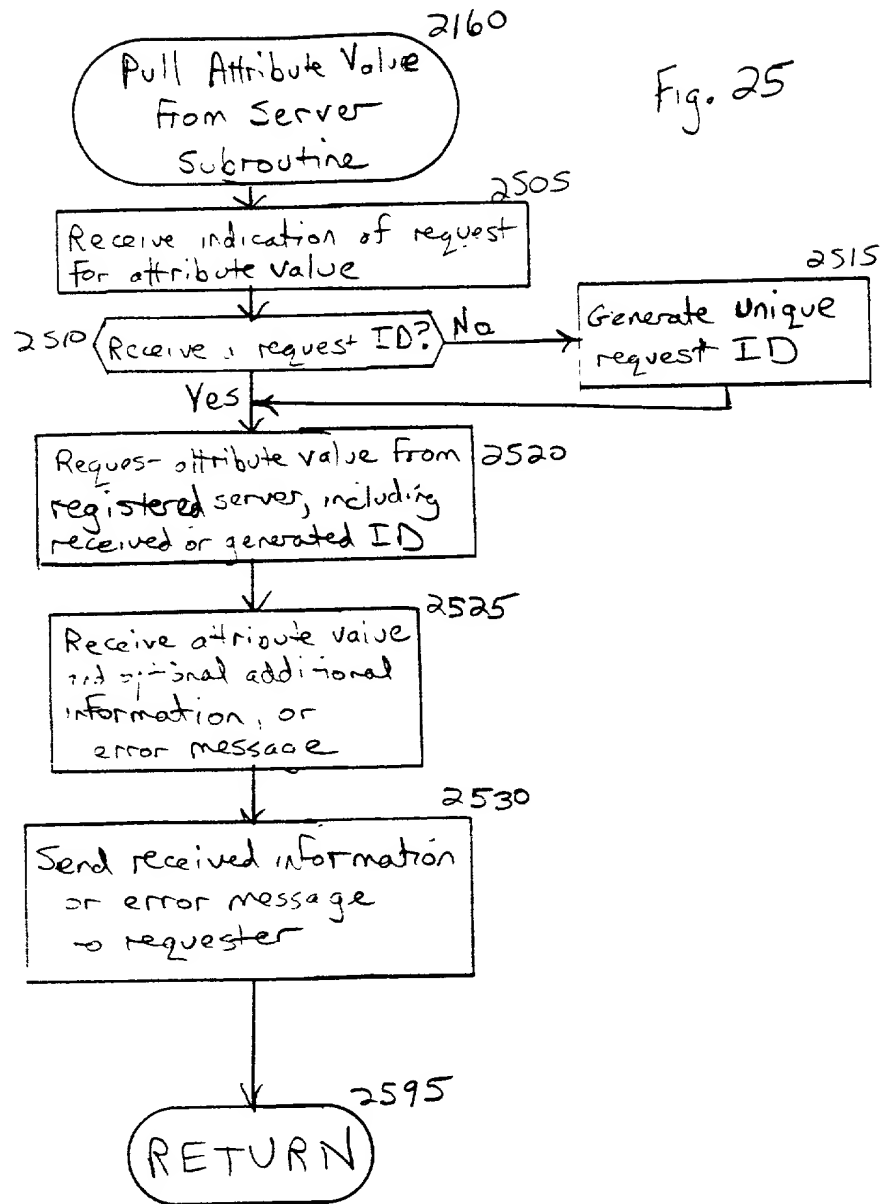 2160
Pull Attribute Value
From Server
Subroutine
Fig. 25
2505
Receive indication of request
for attribute value
2515
2510
Receive request ID?
No
Generate Unique
request ID
Yes
Request attribute value from
registered server, including
received or generated ID
2520
2525
Receive attribute value
and optional additional
information, or
error message
2530
Send received information
or error message
to requester
2595
RETURN